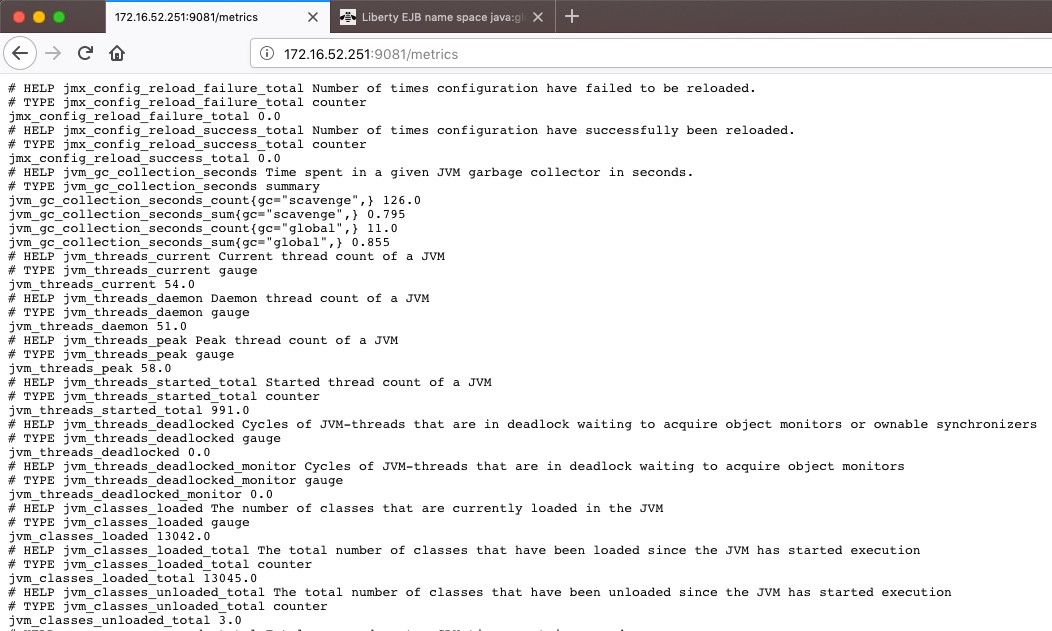 172.16.52.251:9081/metrics
Liberty EJB name space java:gl
172.16.52.251:9081/metrics
# HELP jmx_config_reload_failure_total Number of times configuration have failed to be reloaded.
# TYPE jmx_config_reload_failure_total counter
jmx_config_reload_failure_total 0.0
# HELP jmx_config_reload_success_total Number of times configuration have successfully been reloaded.
# TYPE jmx_config_reload_success_total counter
jmx_config_reload_success_total 0.0
# HELP jvm_gc_collection_seconds Time spent in a given JVM garbage collector in seconds.
# TYPE jvm_gc_collection_seconds summary
jvm_gc_collection_seconds_count{gc="scavenge",} 126.0
jvm_gc_collection_seconds_sum{gc="scavenge",} 0.795
jvm_gc_collection_seconds_count{gc="global",} 11.0
jvm_gc_collection_seconds_sum{gc="global",} 0.855
# HELP jvm_threads_current Current thread count of a JVM
# TYPE jvm_threads_current gauge
jvm_threads_current 54.0
# HELP jvm_threads_daemon Daemon thread count of a JVM
# TYPE jvm_threads_daemon gauge
jvm_threads_daemon 51.0
# HELP jvm_threads_peak Peak thread count of a JVM
# TYPE jvm_threads_peak gauge
jvm_threads_peak 58.0
# HELP jvm_threads_started_total Started thread count of a JVM
# TYPE jvm_threads_started_total counter
jvm_threads_started_total 991.0
# HELP jvm_threads_deadlocked Cycles of JVM-threads that are in deadlock waiting to acquire object monitors or ownable synchronizers
# TYPE jvm_threads_deadlocked gauge
jvm_threads_deadlocked 0.0
# HELP jvm_threads_deadlocked_monitor Cycles of JVM-threads that are in deadlock waiting to acquire object monitors
# TYPE jvm_threads_deadlocked_monitor gauge
jvm_threads_deadlocked_monitor 0.0
# HELP jvm_classes_loaded The number of classes that are currently loaded in the JVM
# TYPE jvm_classes_loaded gauge
jvm_classes_loaded 13042.0
# HELP jvm_classes_loaded_total The total number of classes that have been loaded since the JVM has started execution
# TYPE jvm_classes_loaded_total counter
jvm_classes_loaded_total 13045.0
# HELP jvm_classes_unloaded_total The total number of classes that have been unloaded since the JVM has started execution
# TYPE jvm_classes_unloaded_total counter
jvm_classes_unloaded_total 3.0